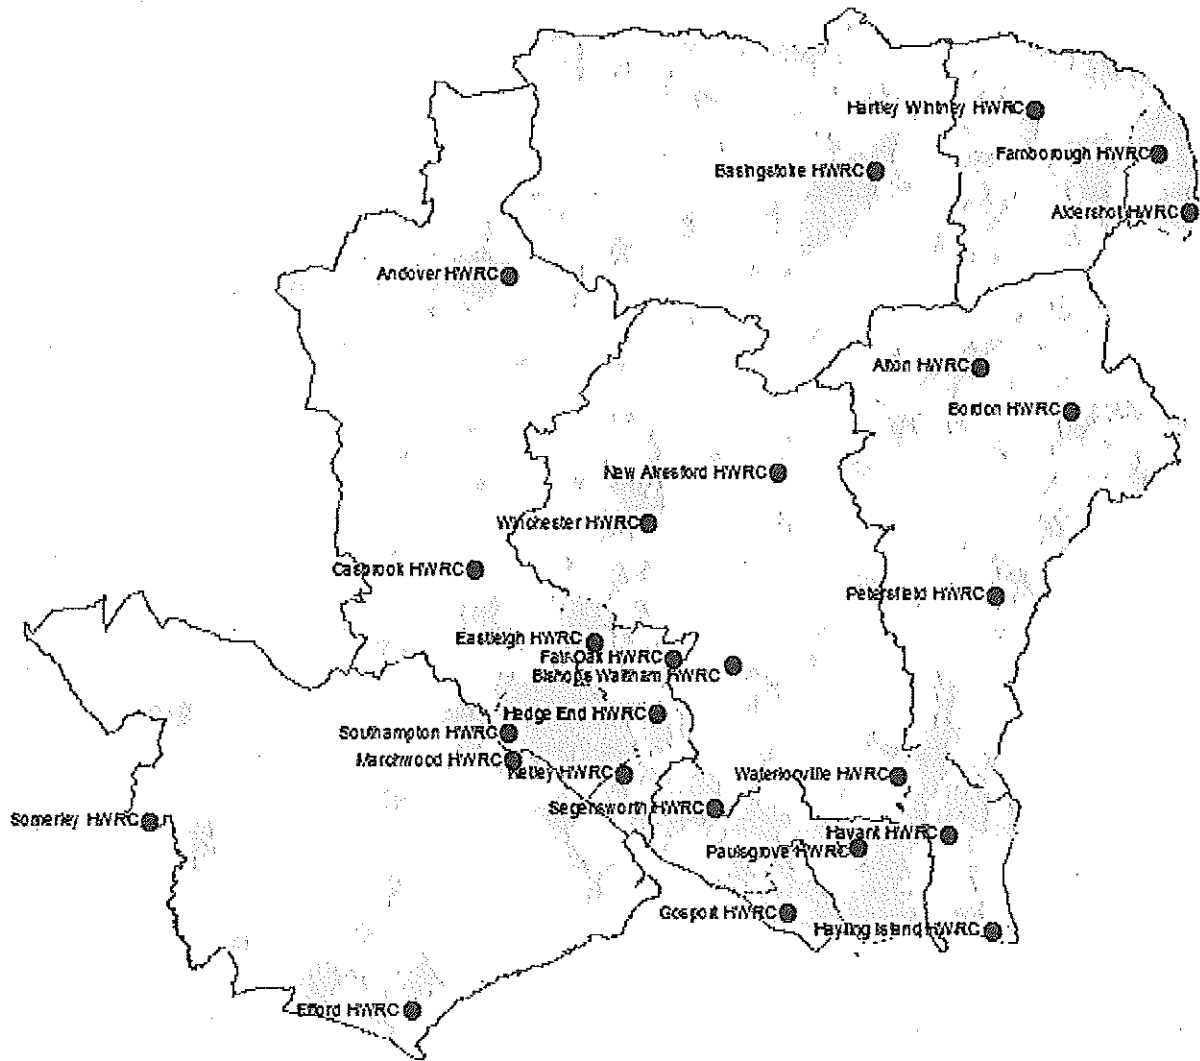 Hartley Whitney HWRC
Farnborough HWRC
Basingstoke HWRC
Aldershot HWRC
Andover HWRC
Alton HWRC
Bordon HWRC
New Alresford HWRC
Winchester HWRC
Casbrook HWRC
Petersfield HWRC
Eastleigh HWRC
Fair Oak HWRC
Bishops Waltham HWRC
Hedge End HWRC
Southampton HWRC
Marchwood HWRC
Netley HWRC
Waterlooville HWRC
Segensworth HWRC
Somerley HWRC
Havant HWRC
Paulsgrove HWRC
Gosport HWRC
Hayling Island HWRC
Efford HWRC